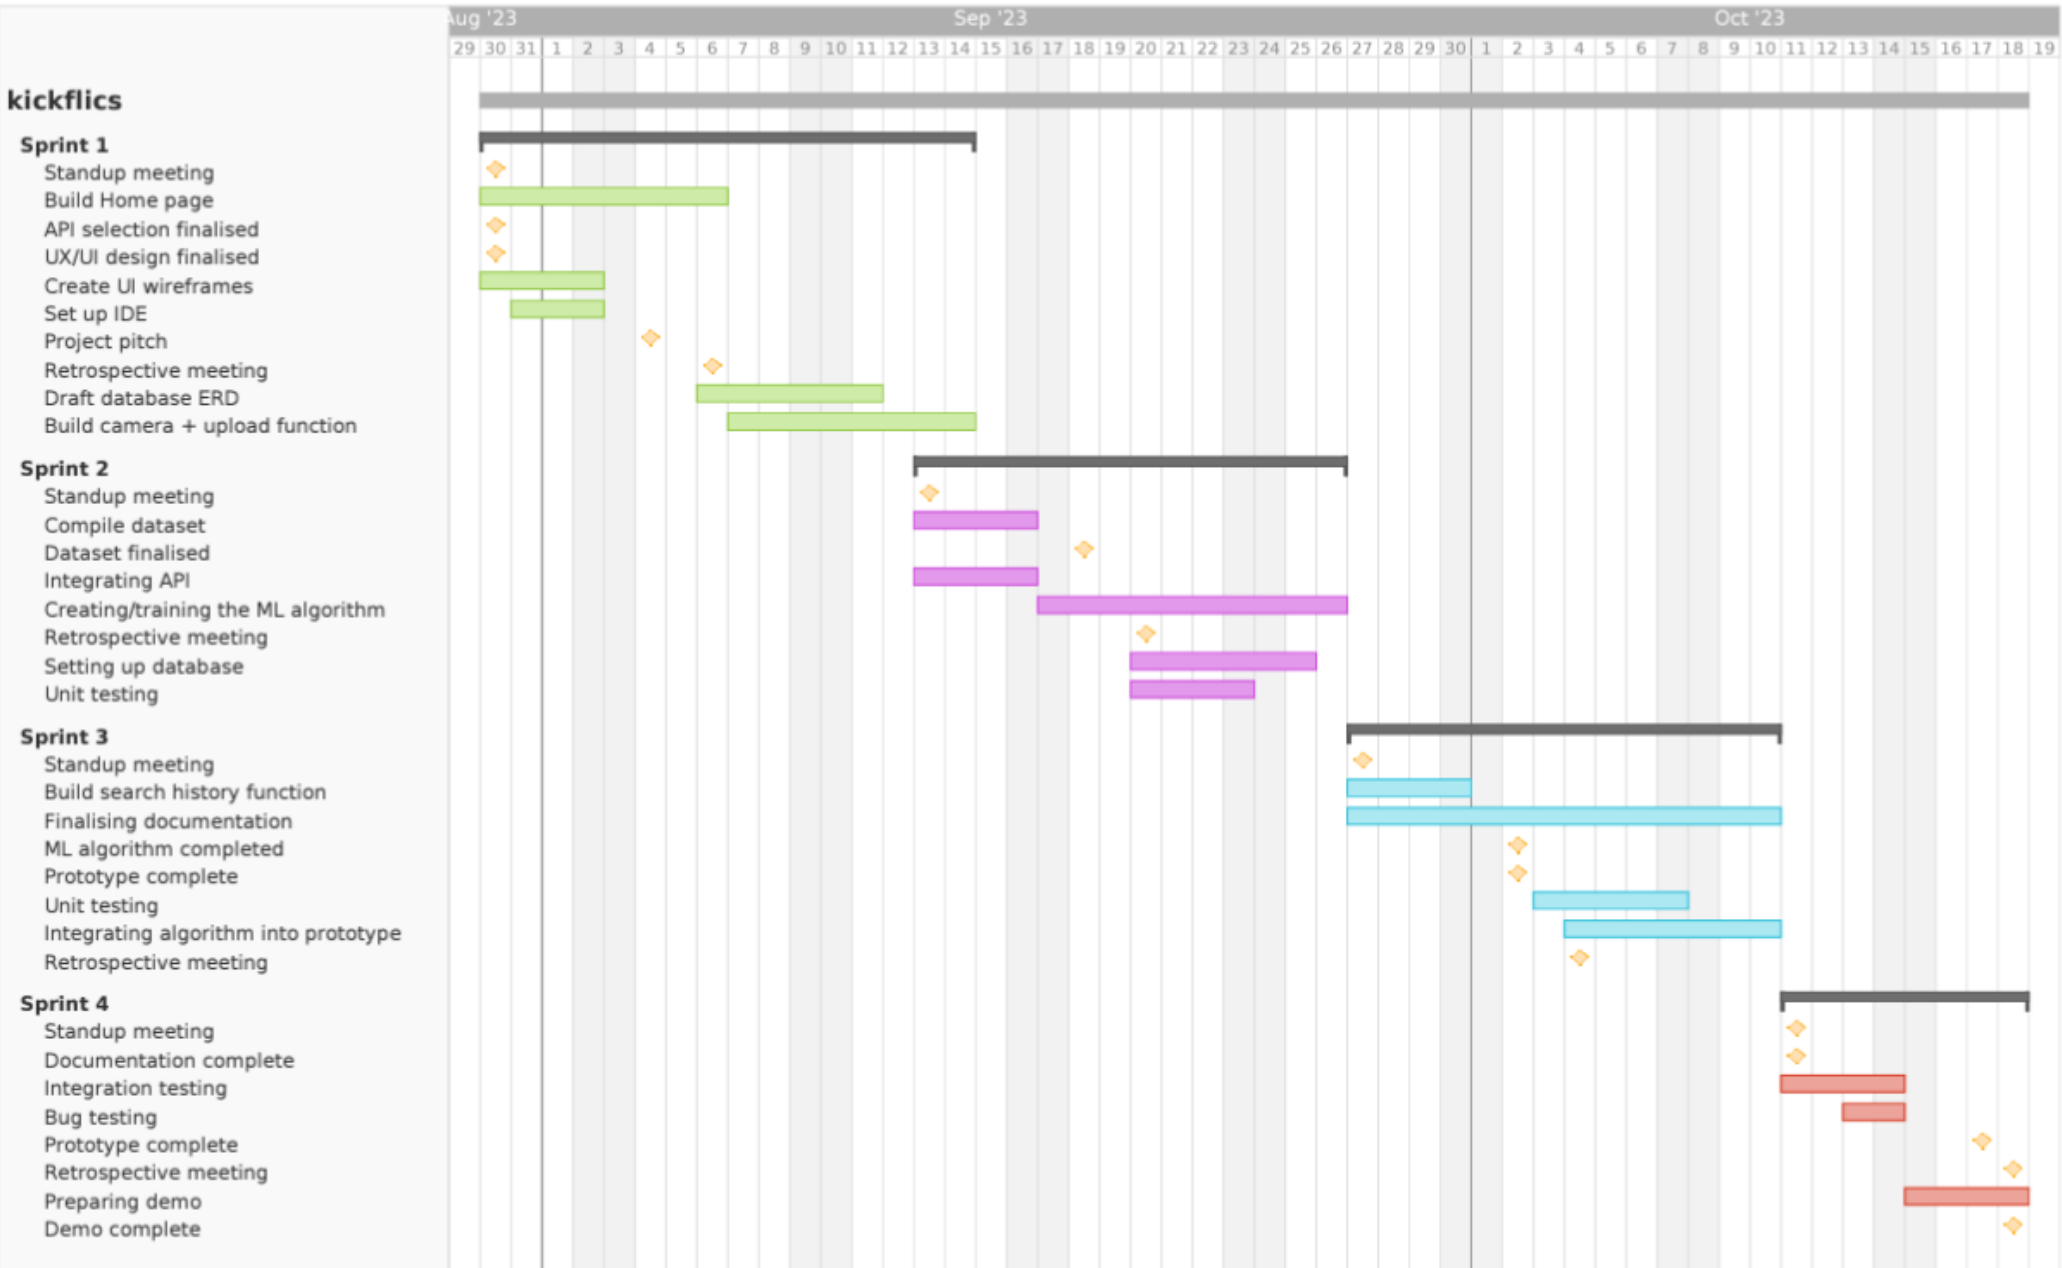 Aug '23 Sep '23 Oct '23
29 30 31 1 2 3 4 5 6 7 8 9 10 11 12 13 14 15 16 17 18 19 20 21 22 23 24 25 26 27 28 29 30 1 2 3 4 5 6 7 8 9 10 11 12 13 14 15 16 17 18 19
kickflics
Sprint 1
Standup meeting
Build Home page
API selection finalised
UX/UI design finalised
Create UI wireframes
Set up IDE
Project pitch
Retrospective meeting
Draft database ERD
Build camera + upload function
Sprint 2
Standup meeting
Compile dataset
Dataset finalised
Integrating API
Creating/training the ML algorithm
Retrospective meeting
Setting up database
Unit testing
Sprint 3
Standup meeting
Build search history function
Finalising documentation
ML algorithm completed
Prototype complete
Unit testing
Integrating algorithm into prototype
Retrospective meeting
Sprint 4
Standup meeting
Documentation complete
Integration testing
Bug testing
Prototype complete
Retrospective meeting
Preparing demo
Demo complete